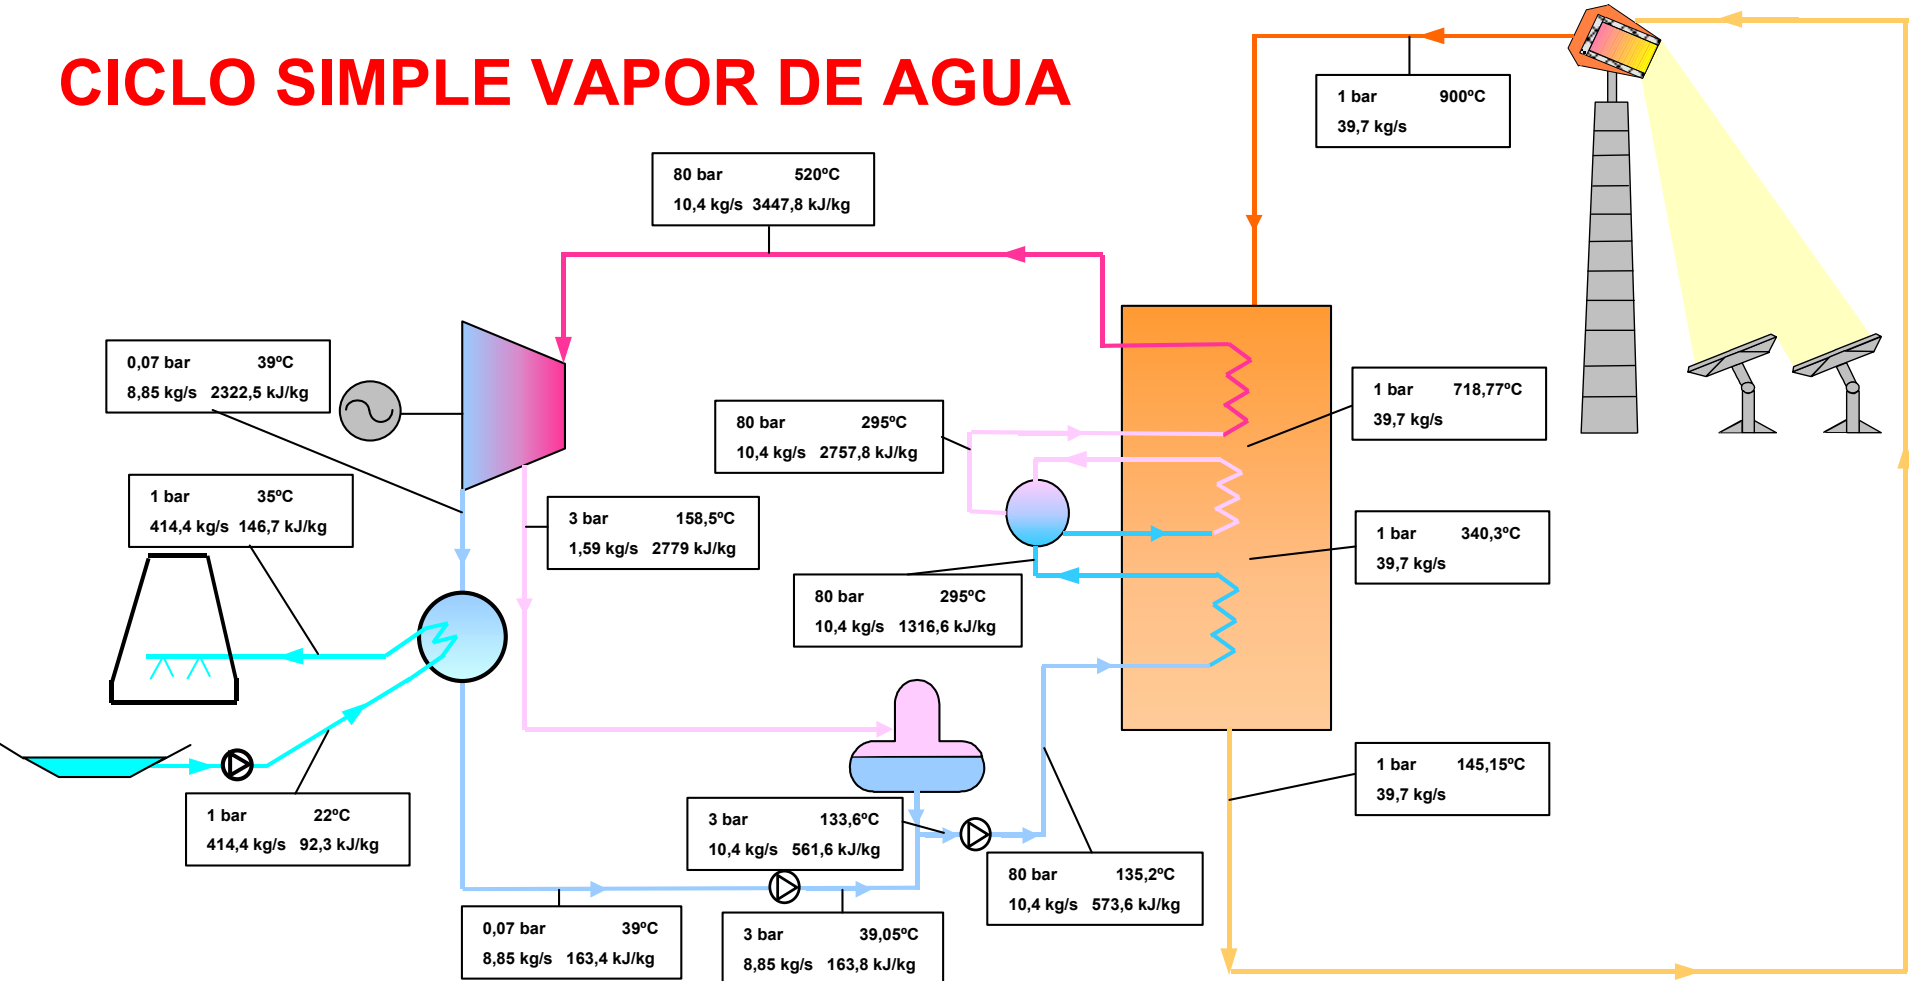 CICLO SIMPLE VAPOR DE AGUA
1 bar 900ºC
39,7 kg/s
80 bar 520ºC
10,4 kg/s 3447,8 kJ/kg
0,07 bar 39ºC
8,85 kg/s 2322,5 kJ/kg
1 bar 718,77ºC
39,7 kg/s
80 bar 295ºC
10,4 kg/s 2757,8 kJ/kg
1 bar 35ºC
414,4 kg/s 146,7 kJ/kg
3 bar 158,5ºC
1,59 kg/s 2779 kJ/kg
1 bar 340,3ºC
39,7 kg/s
80 bar 295ºC
10,4 kg/s 1316,6 kJ/kg
1 bar 145,15ºC
39,7 kg/s
1 bar 22ºC
414,4 kg/s 92,3 kJ/kg
3 bar 133,6ºC
10,4 kg/s 561,6 kJ/kg
80 bar 135,2ºC
10,4 kg/s 573,6 kJ/kg
0,07 bar 39ºC
8,85 kg/s 163,4 kJ/kg
3 bar 39,05ºC
8,85 kg/s 163,8 kJ/kg